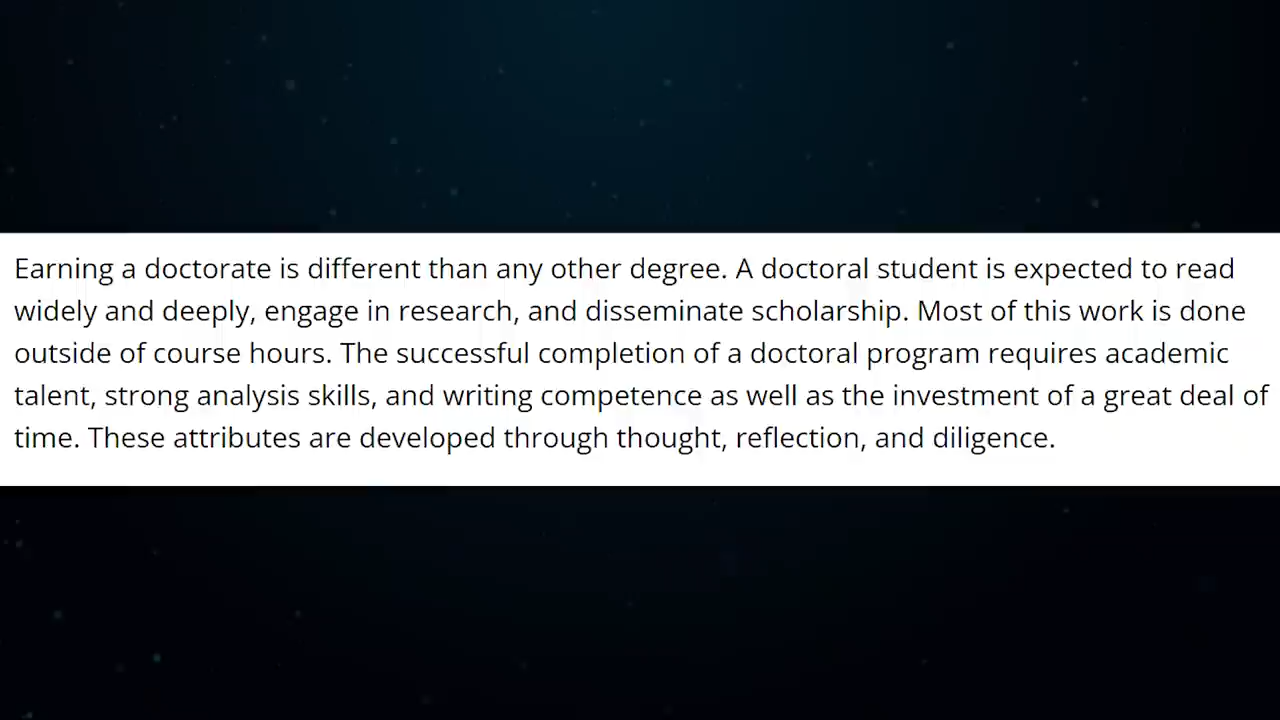 Earning a doctorate is different than any other degree. A doctoral student is expected to read
widely and deeply, engage in research, and disseminate scholarship. Most of this work is done
outside of course hours. The successful completion of a doctoral program requires academic
talent, strong analysis skills, and writing competence as well as the investment of a great deal of
time. These attributes are developed through thought, reflection, and diligence.